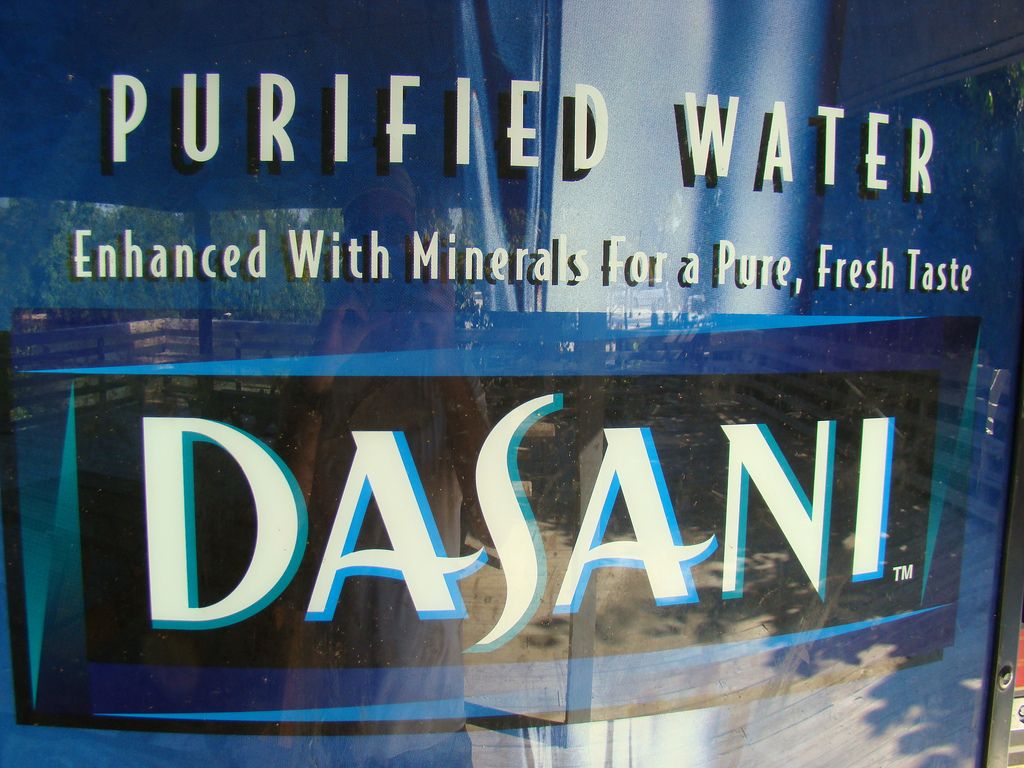 PURIFIED WATER
Enhanced With Minerals For a Pure, Fresh Taste
DASANI™